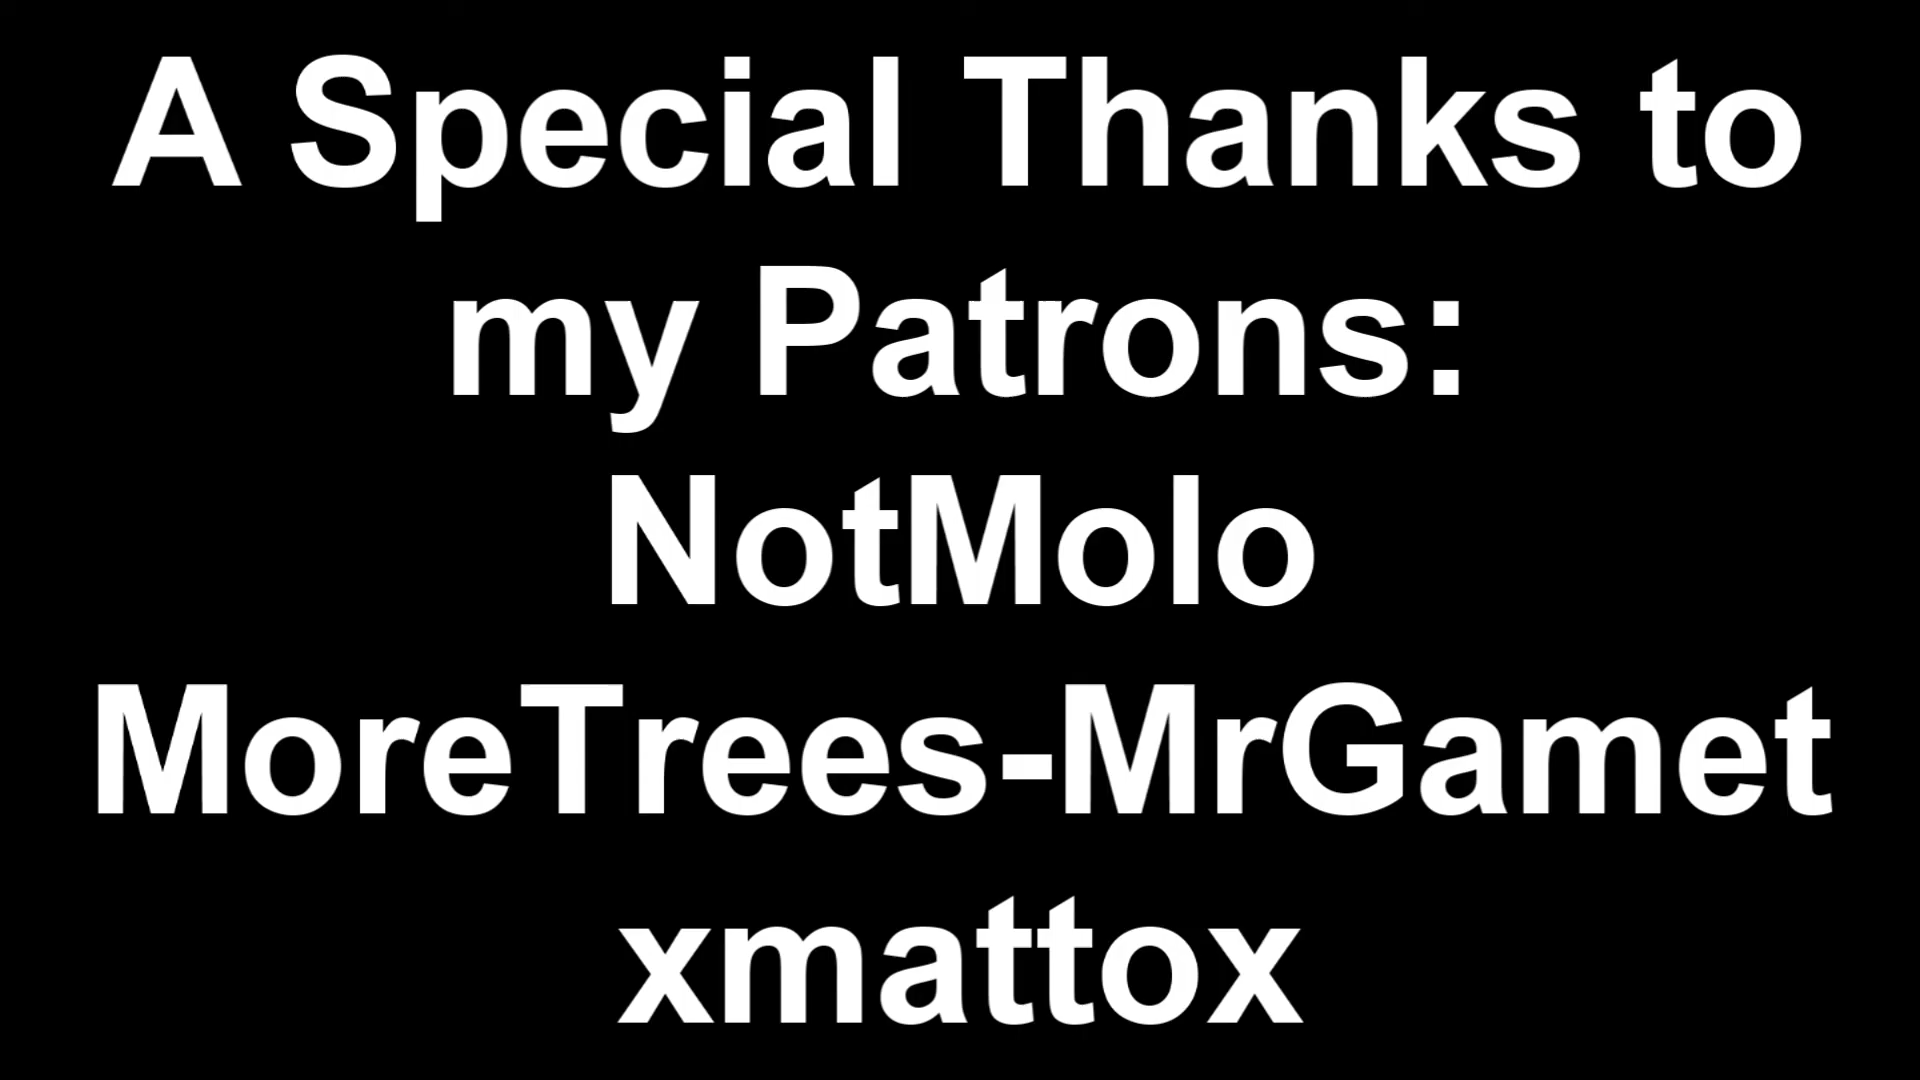 A Special Thanks to
my Patrons:
NotMolo
MoreTrees-MrGamet
xmattox